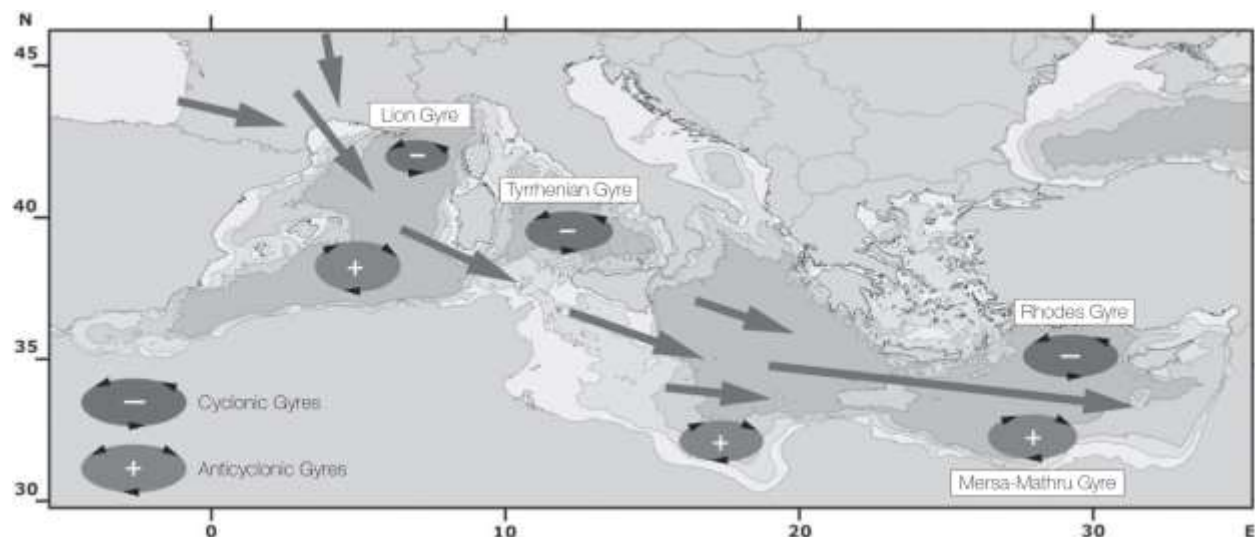 N
45
40
35
30
Lion Gyre
Tyrrhenian Gyre
Rhodes Gyre
Mersa-Mathru Gyre
Cyclonic Gyres
Anticyclonic Gyres
0
10
20
30
E